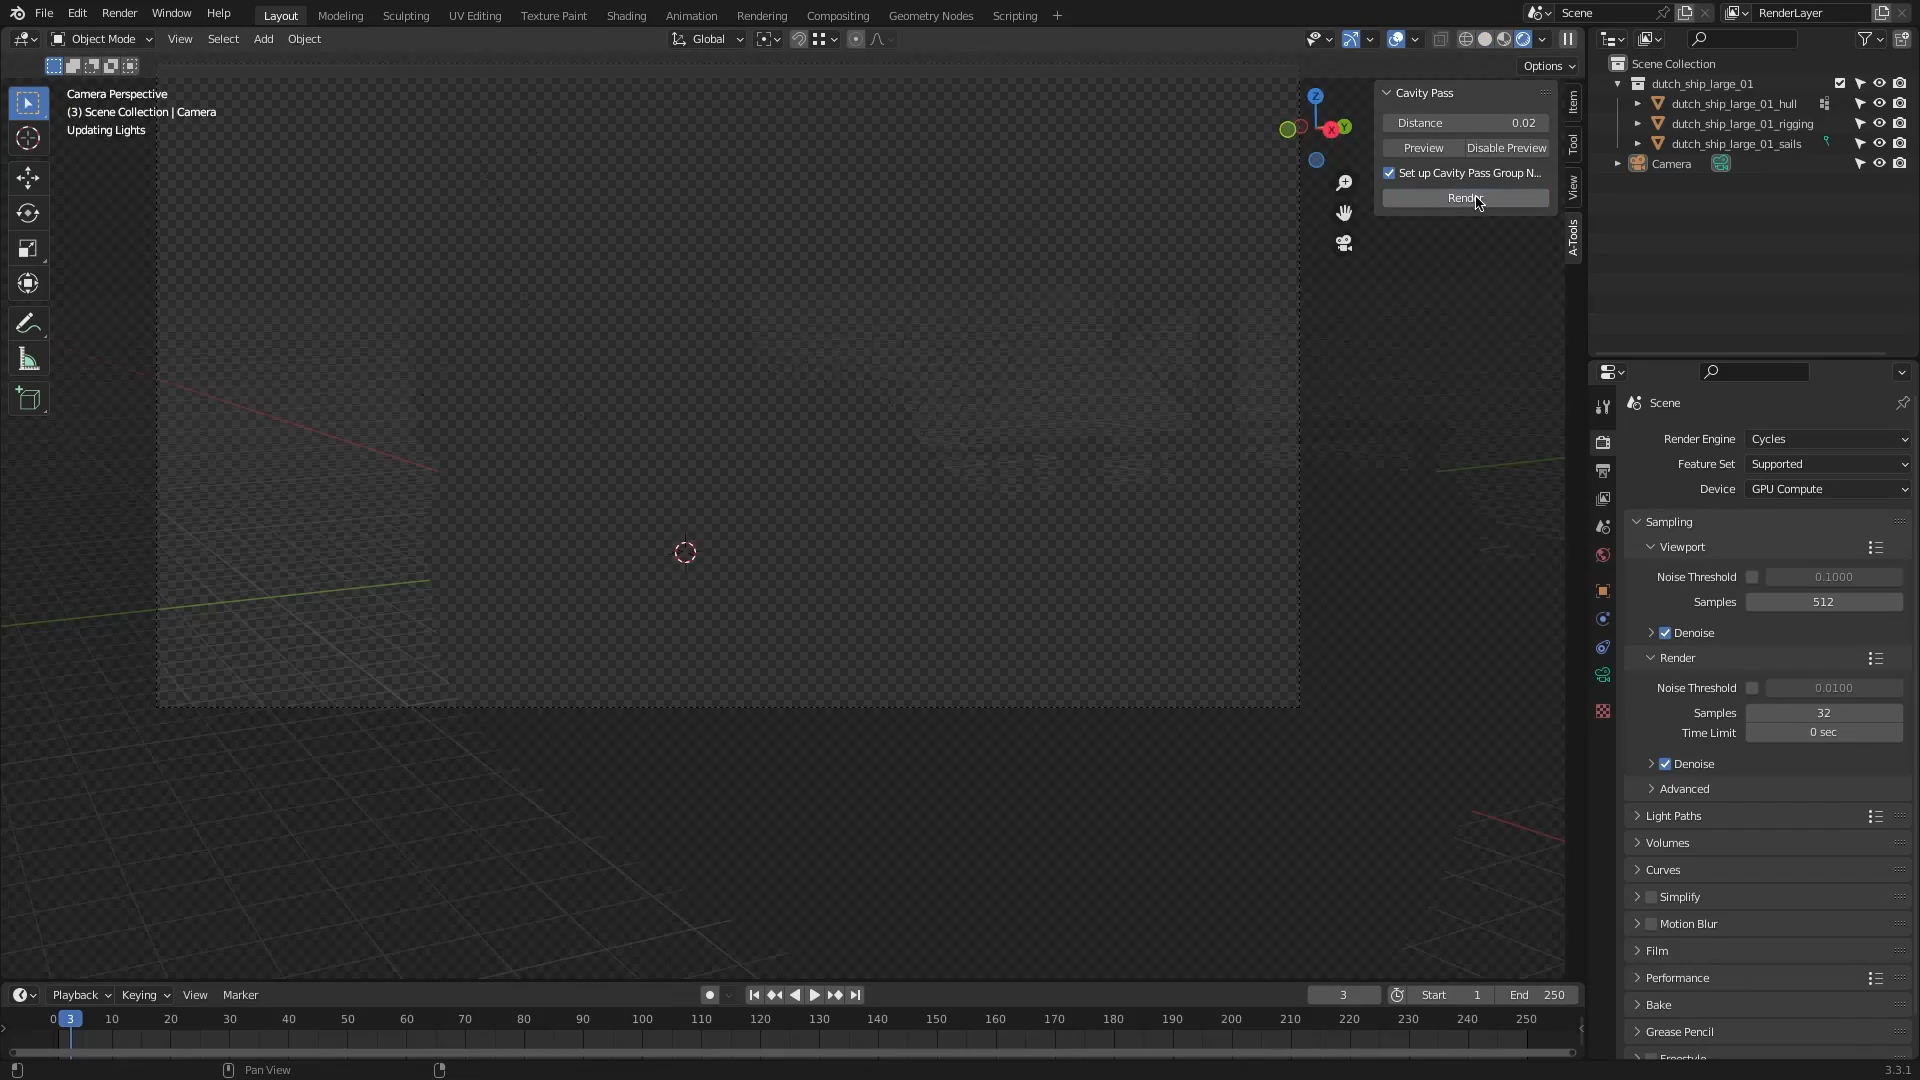 File Edit Render Window Help Layout Modeling Sculpting UV Editing Texture Paint Shading Animation Rendering Compositing Geometry Nodes Scripting + Scene RenderLayer
Object Mode View Select Add Object Global
Options
Camera Perspective
(3) Scene Collection | Camera
Updating Lights
Z
X
Y
Cavity Pass
Distance 0.02
Preview Disable Preview
Set up Cavity Pass Group N...
Render
Item
Tool
View
A-Tools
Scene Collection
dutch_ship_large_01
dutch_ship_large_01_hull
dutch_ship_large_01_rigging
dutch_ship_large_01_sails
Camera
Scene
Render Engine Cycles
Feature Set Supported
Device GPU Compute
Sampling
Viewport
Noise Threshold 0.1000
Samples 512
Denoise
Render
Noise Threshold 0.0100
Samples 32
Time Limit 0 sec
Denoise
Advanced
Light Paths
Volumes
Curves
Simplify
Motion Blur
Film
Performance
Bake
Grease Pencil
Freestyle
Playback Keying View Marker 3 Start 1 End 250
0 3 10 20 30 40 50 60 70 80 90 100 110 120 130 140 150 160 170 180 190 200 210 220 230 240 250
Pan View 3.3.1